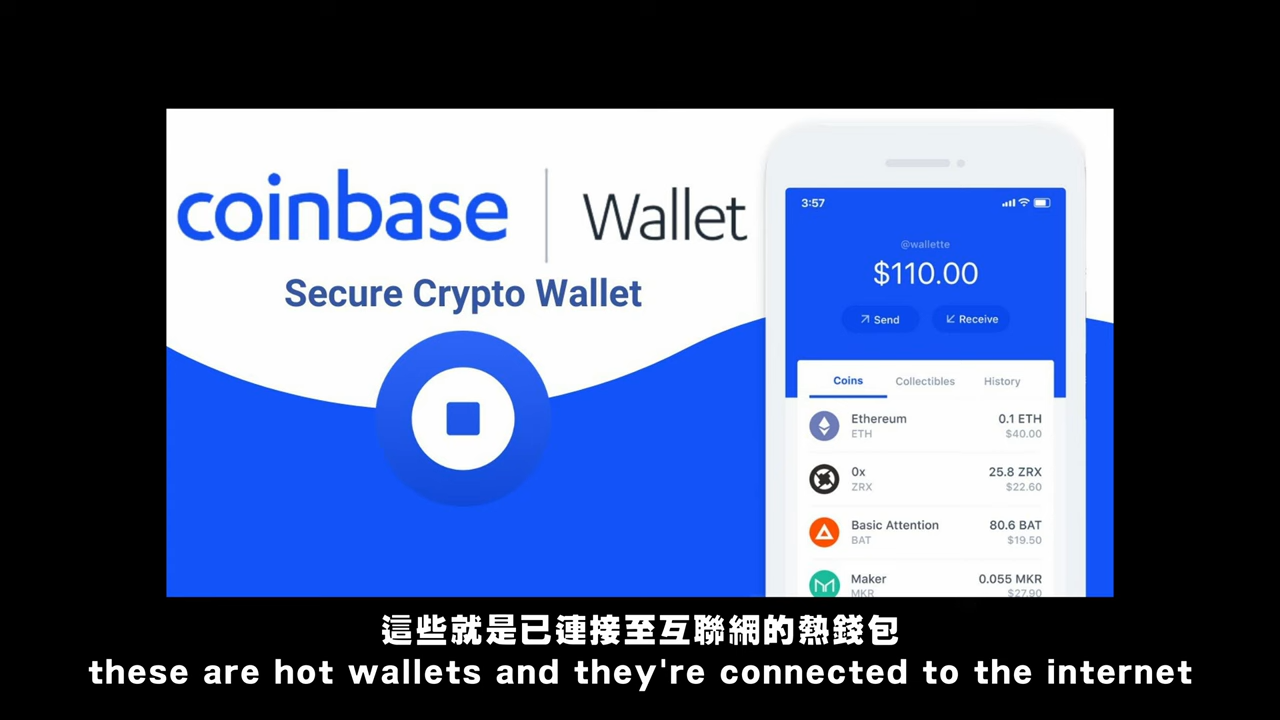 coinbase | Wallet
Secure Crypto Wallet
3:57
@wallette
$110.00
Send Receive
Coins Collectibles History
Ethereum 0.1 ETH
ETH $40.00
0x 25.8 ZRX
ZRX $22.60
Basic Attention 80.6 BAT
BAT $19.50
Maker 0.055 MKR
MKR $27.90
這些就是已連接至互聯網的熱錢包
these are hot wallets and they're connected to the internet